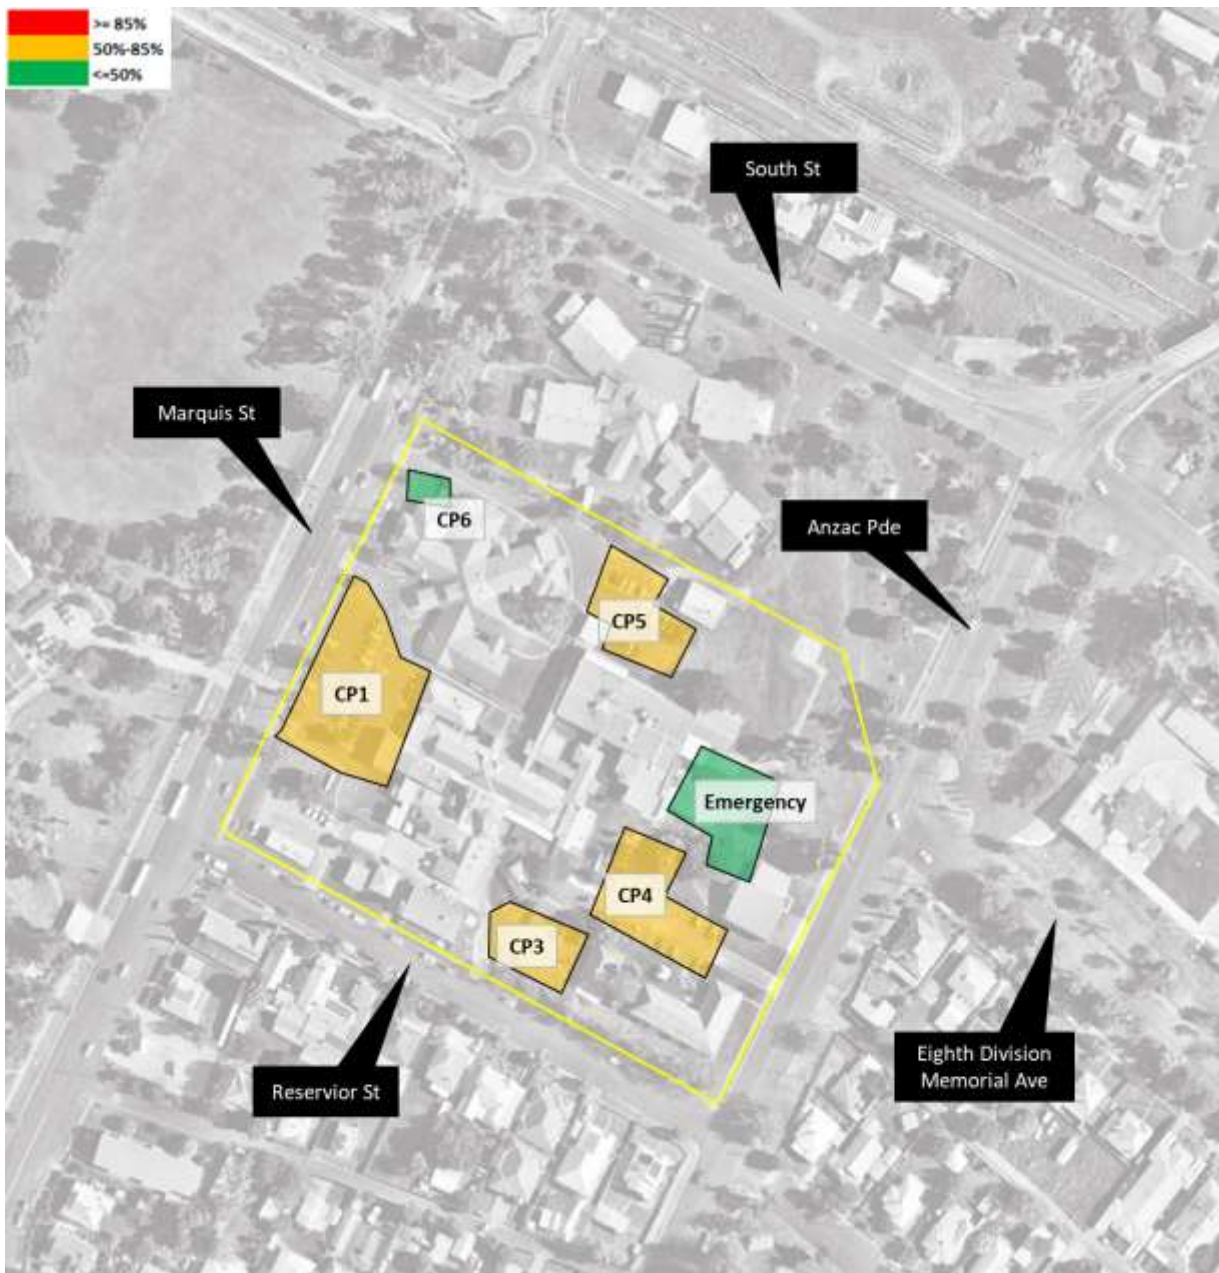 >= 85%
50%-85%
<=50%
South St
Marquis St
Anzac Pde
CP6
CP5
CP1
Emergency
CP4
CP3
Eighth Division
Memorial Ave
Reservior St